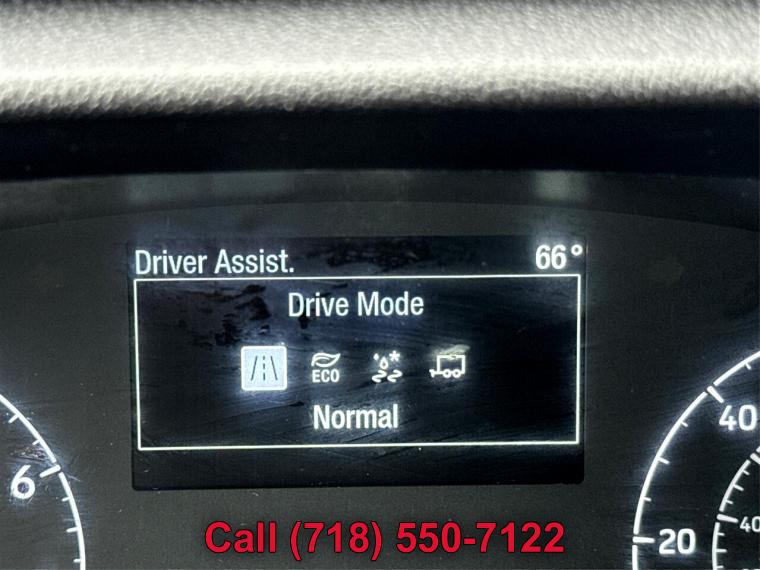 Driver Assist. 66°
Drive Mode
ECO
Normal
6
40
40
20
Call (718) 550-7122